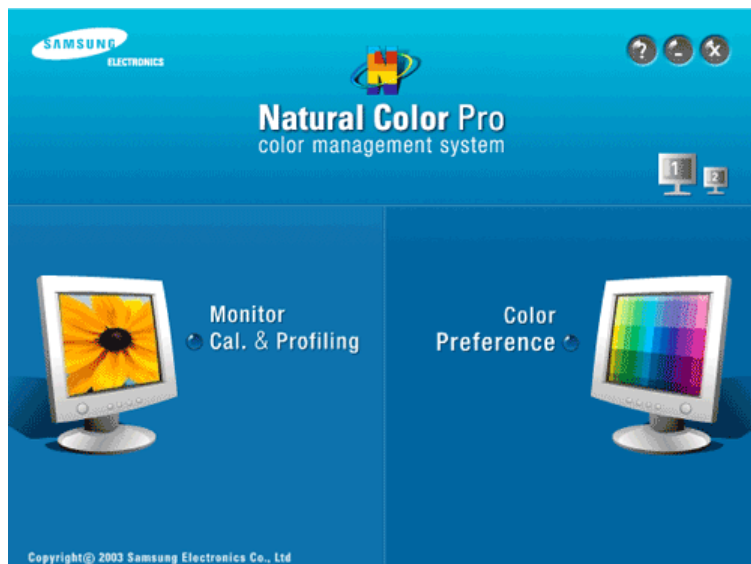 SAMSUNG
ELECTRONICS
? - x
N
Natural Color Pro
color management system
1 2
Monitor
Cal. & Profiling
Color
Preference
Copyright© 2003 Samsung Electronics Co., Ltd